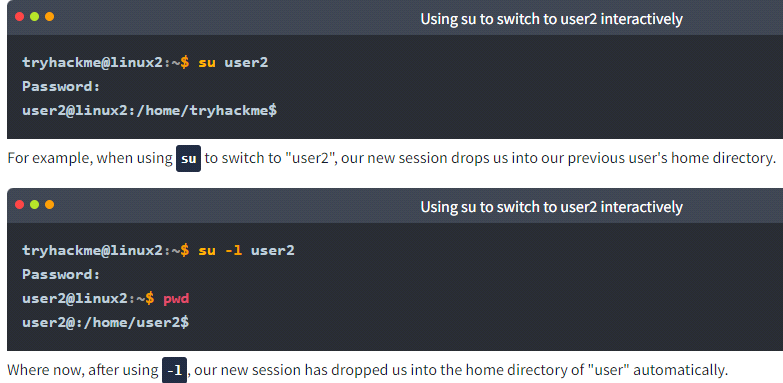 Using su to switch to user2 interactively
tryhackme@linux2:~$ su user2
Password:
user2@linux2:/home/tryhackme$
For example, when using su to switch to "user2", our new session drops us into our previous user's home directory.
Using su to switch to user2 interactively
tryhackme@linux2:~$ su -l user2
Password:
user2@linux2:~$ pwd
user2@:/home/user2$
Where now, after using -l, our new session has dropped us into the home directory of "user" automatically.